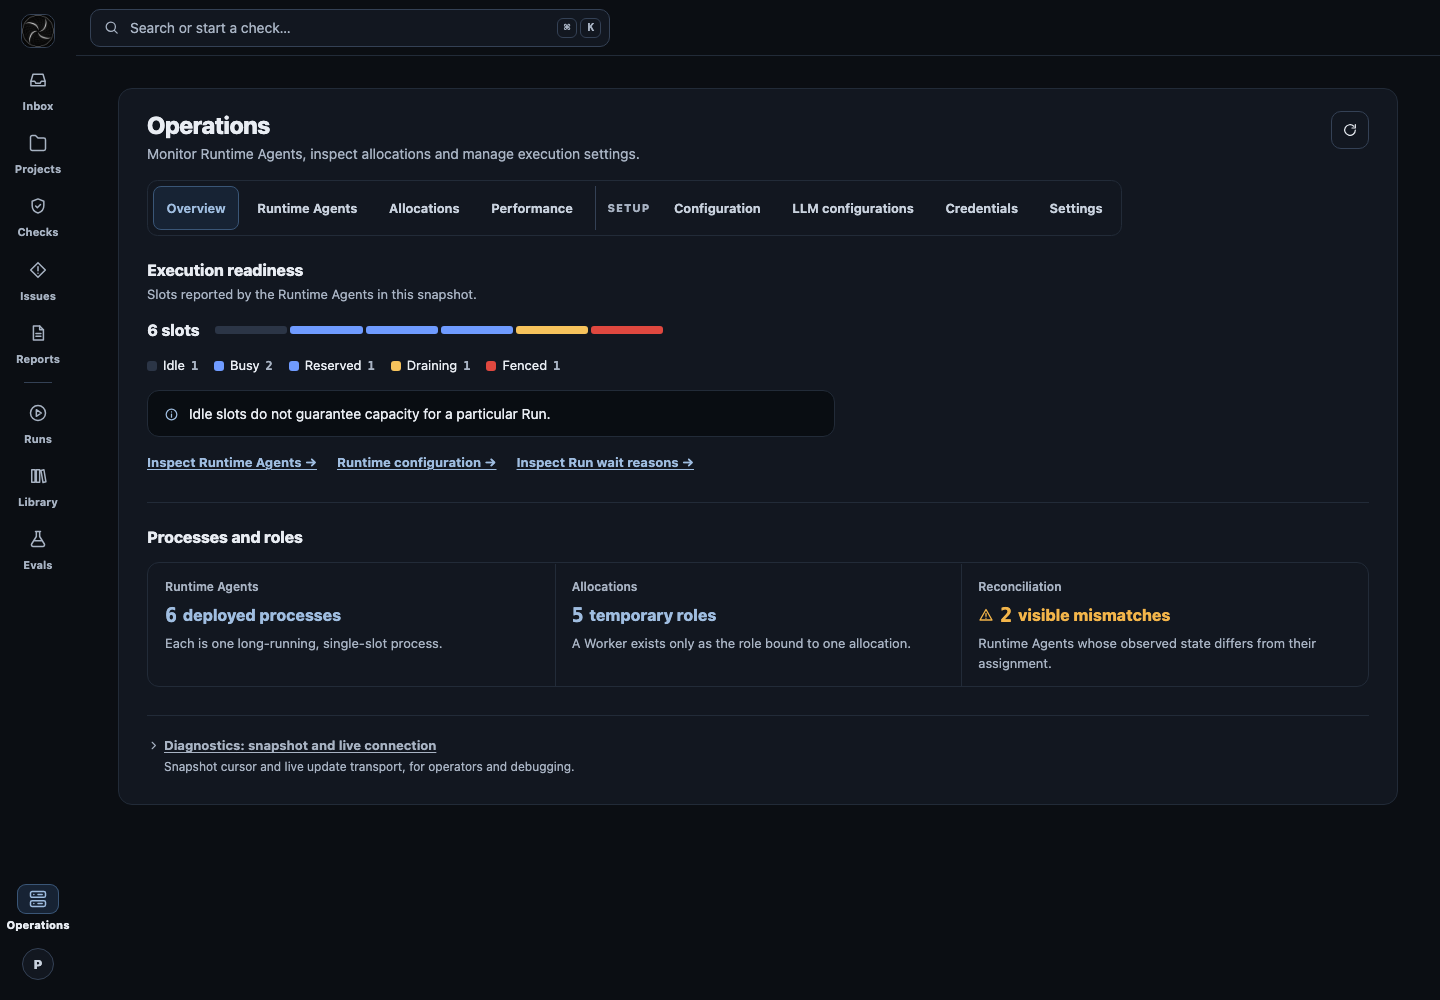 Search or start a check...
⌘ K
Inbox
Projects
Checks
Issues
Reports
Runs
Library
Evals
Operations
P
Operations
Monitor Runtime Agents, inspect allocations and manage execution settings.
Overview Runtime Agents Allocations Performance SETUP Configuration LLM configurations Credentials Settings
Execution readiness
Slots reported by the Runtime Agents in this snapshot.
6 slots
Idle 1 Busy 2 Reserved 1 Draining 1 Fenced 1
Idle slots do not guarantee capacity for a particular Run.
Inspect Runtime Agents → Runtime configuration → Inspect Run wait reasons →
Processes and roles
Runtime Agents
6 deployed processes
Each is one long-running, single-slot process.
Allocations
5 temporary roles
A Worker exists only as the role bound to one allocation.
Reconciliation
2 visible mismatches
Runtime Agents whose observed state differs from their
assignment.
Diagnostics: snapshot and live connection
Snapshot cursor and live update transport, for operators and debugging.